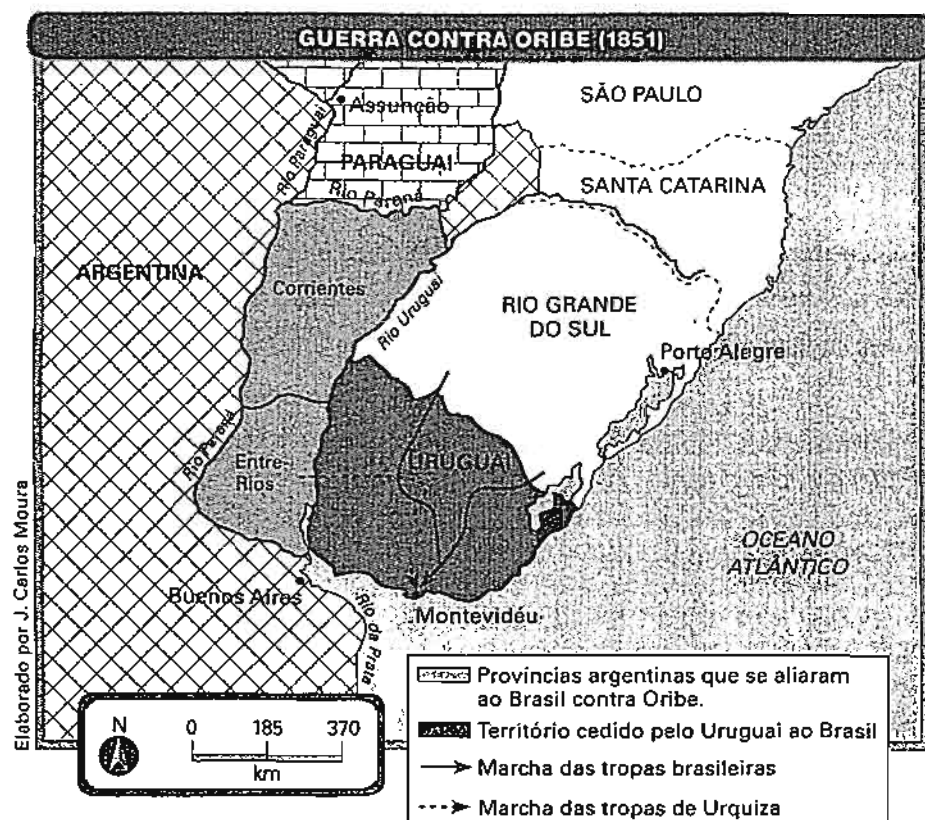 GUERRA CONTRA ORIBE (1851)
SÃO PAULO
Assunção
Rio Paraguai
PARAGUAI
Rio Paraná
SANTA CATARINA
ARGENTINA
Corrientes
Rio Uruguai
RIO GRANDE
DO SUL
Porto Alegre
Rio Paraná
Entre-
Rios
URUGUAI
OCEANO
ATLÂNTICO
Buenos Aires
Montevidéu
Rio da Prata
Elaborado por J. Carlos Moura
N
0 185 370
km
Províncias argentinas que se aliaram
ao Brasil contra Oribe.
Território cedido pelo Uruguai ao Brasil
Marcha das tropas brasileiras
Marcha das tropas de Urquiza